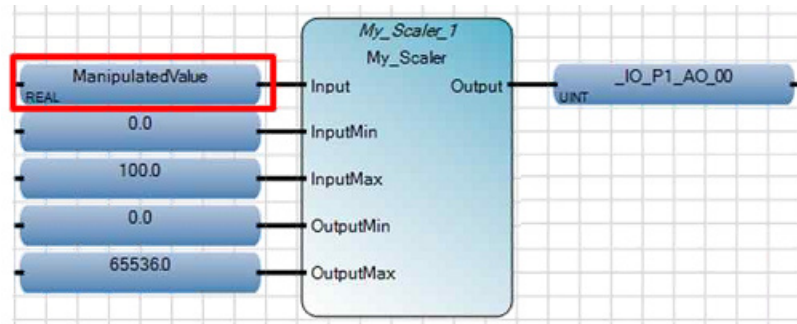 My_Scaler_1
My_Scaler
ManipulatedValue
REAL
Input
Output
_IO_P1_AO_00
UINT
0.0
InputMin
100.0
InputMax
0.0
OutputMin
65536.0
OutputMax